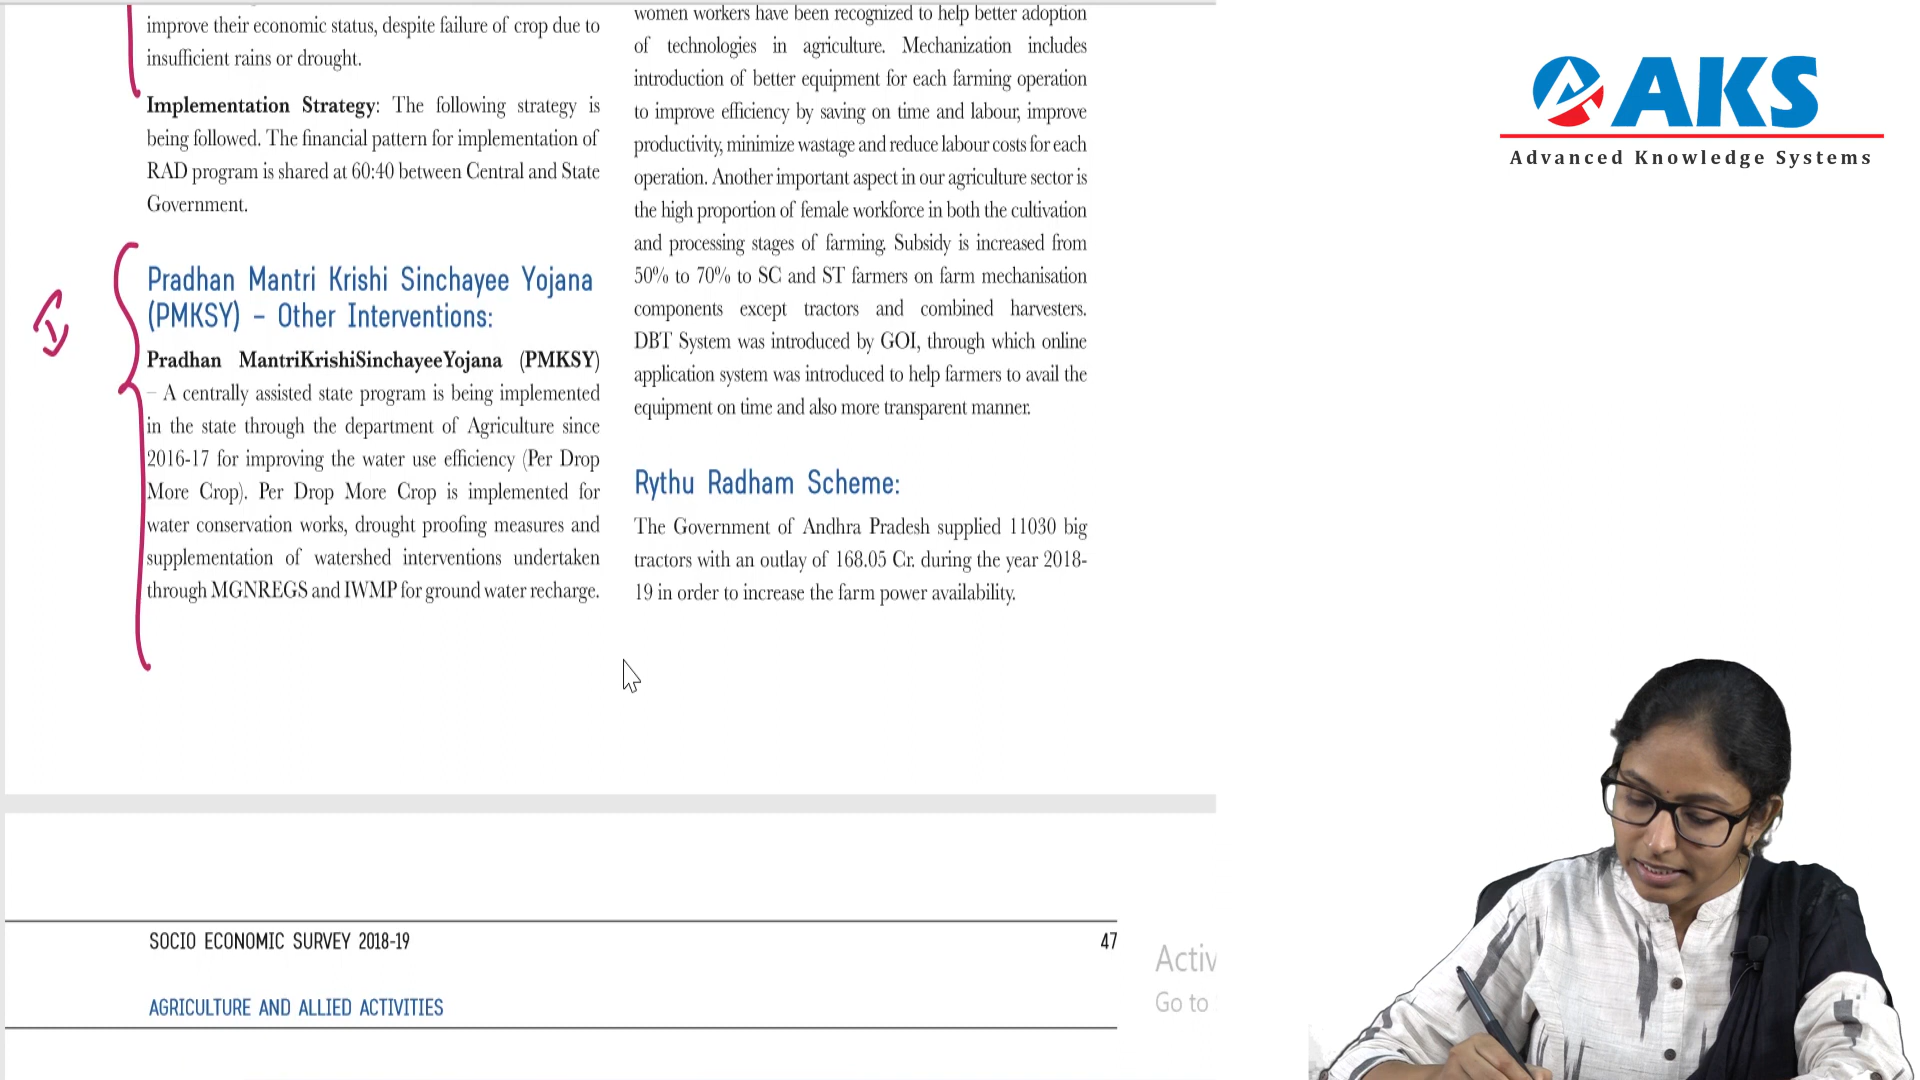 improve their economic status, despite failure of crop due to
insufficient rains or drought.
Implementation Strategy: The following strategy is
being followed. The financial pattern for implementation of
RAD program is shared at 60:40 between Central and State
Government.
Pradhan Mantri Krishi Sinchayee Yojana
(PMKSY) – Other Interventions:
Pradhan MantriKrishiSinchayeeYojana (PMKSY)
– A centrally assisted state program is being implemented
in the state through the department of Agriculture since
2016-17 for improving the water use efficiency (Per Drop
More Crop). Per Drop More Crop is implemented for
water conservation works, drought proofing measures and
supplementation of watershed interventions undertaken
through MGNREGS and IWMP for ground water recharge.
women workers have been recognized to help better adoption
of technologies in agriculture. Mechanization includes
introduction of better equipment for each farming operation
to improve efficiency by saving on time and labour, improve
productivity, minimize wastage and reduce labour costs for each
operation. Another important aspect in our agriculture sector is
the high proportion of female workforce in both the cultivation
and processing stages of farming. Subsidy is increased from
50% to 70% to SC and ST farmers on farm mechanisation
components except tractors and combined harvesters.
DBT System was introduced by GOI, through which online
application system was introduced to help farmers to avail the
equipment on time and also more transparent manner.
Rythu Radham Scheme:
The Government of Andhra Pradesh supplied 11030 big
tractors with an outlay of 168.05 Cr. during the year 2018-
19 in order to increase the farm power availability.
SOCIO ECONOMIC SURVEY 2018-19
47
AGRICULTURE AND ALLIED ACTIVITIES
Activ
Go to
AKS
Advanced Knowledge Systems